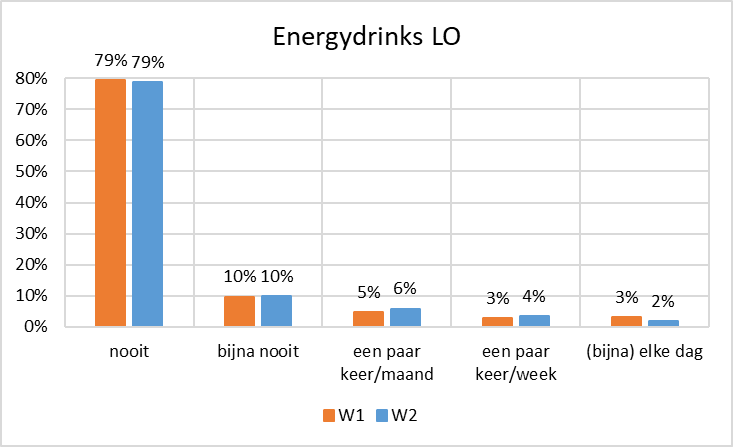 Energydrinks LO
79% 79%
80%
70%
60%
50%
40%
30%
20%
10%
0%
10% 10%
5% 6%
3% 4%
3% 2%
nooit
bijna nooit
een paar
keer/maand
een paar
keer/week
(bijna) elke dag
W1 W2